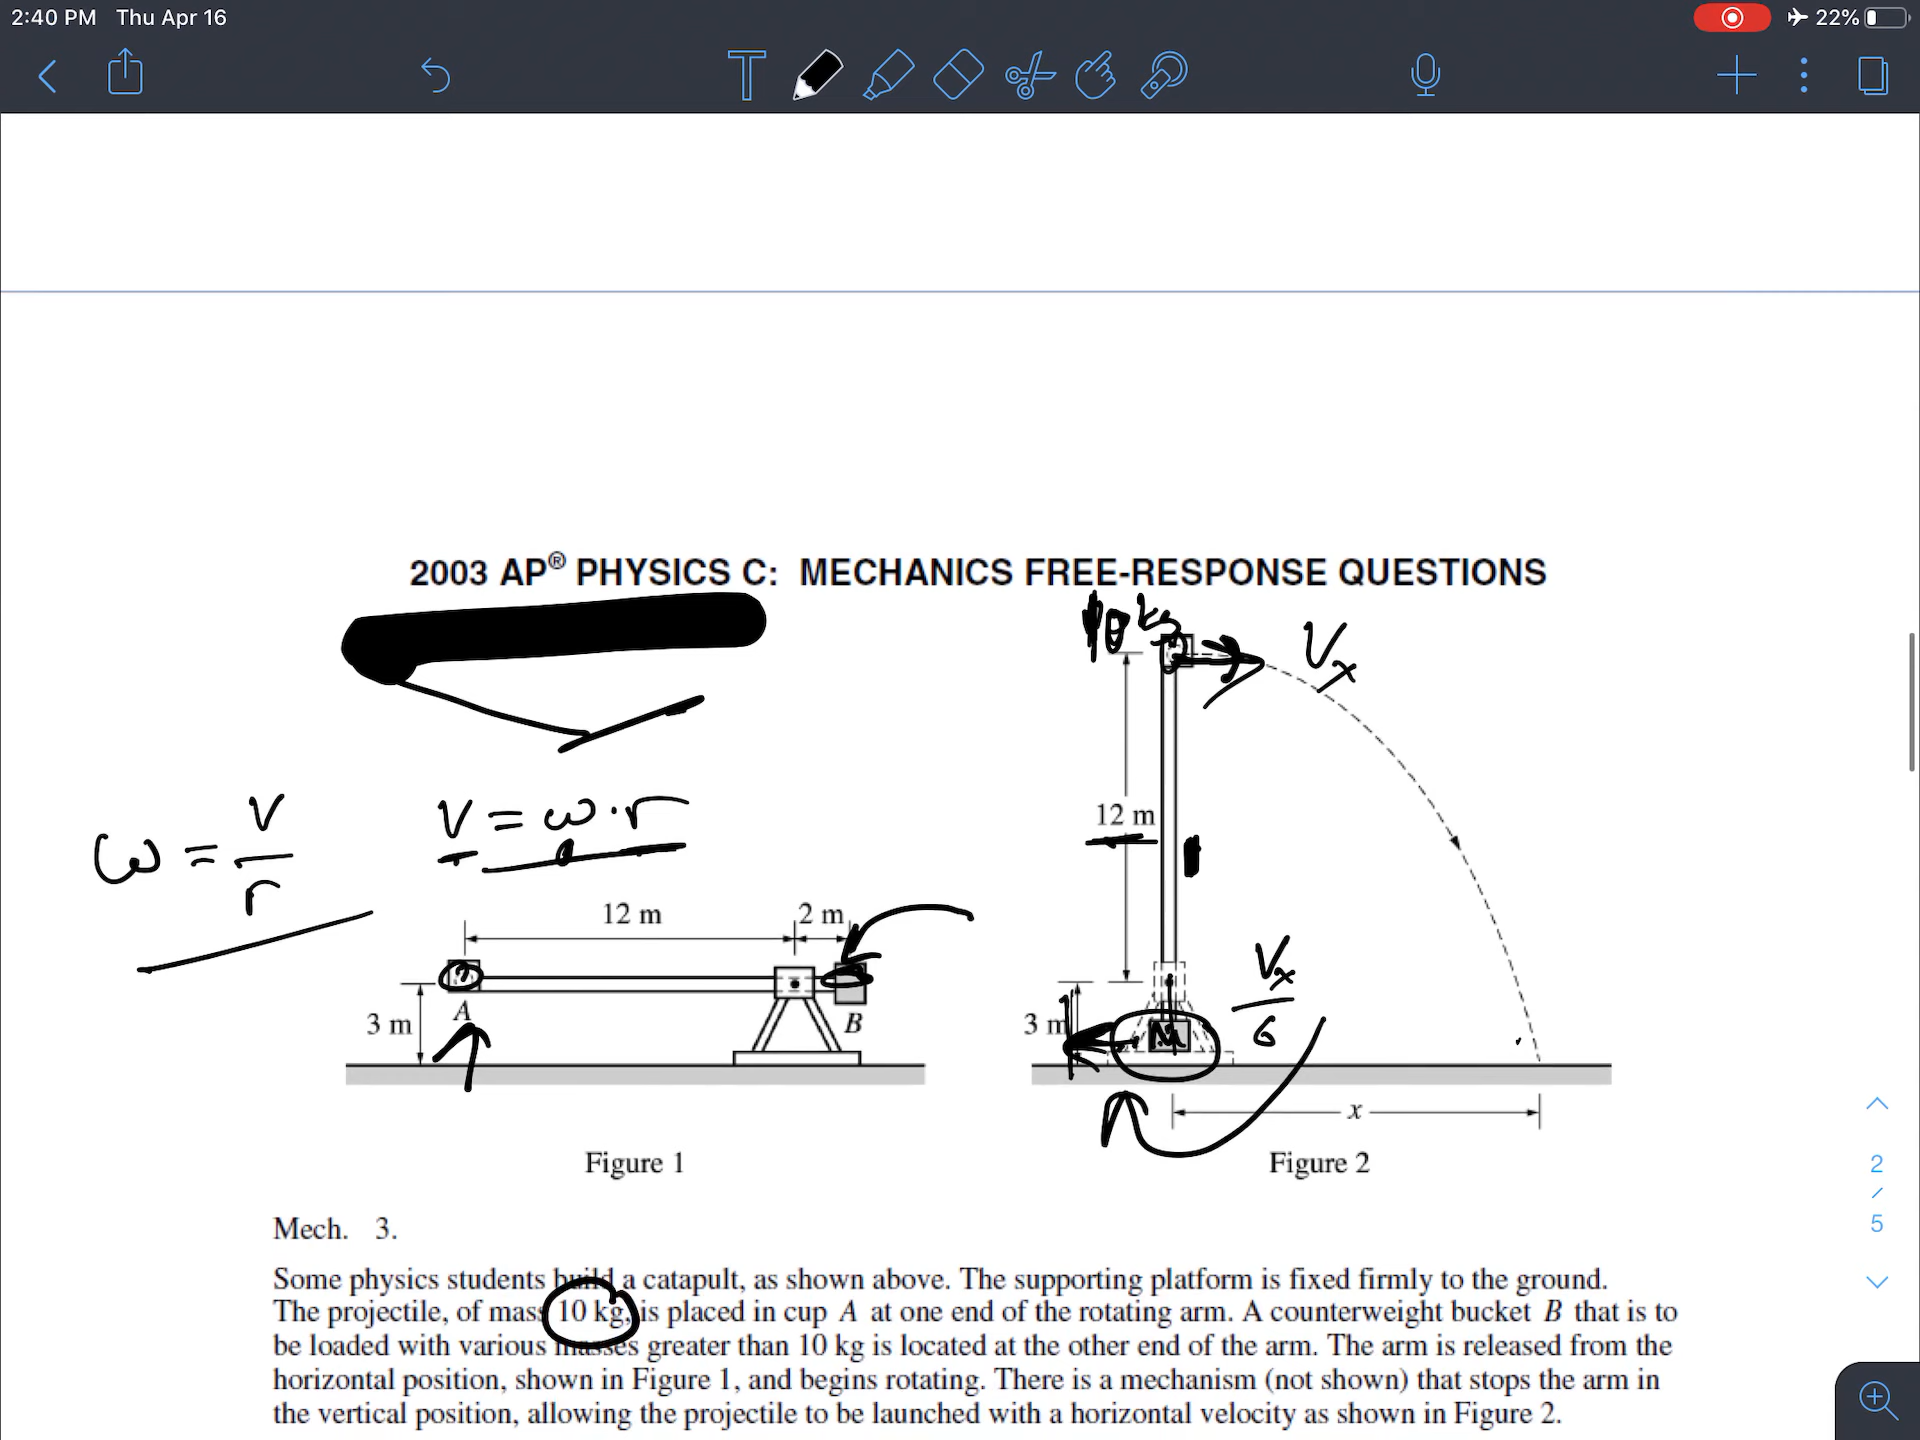 2:40 PM Thu Apr 16
22%
T
2003 AP® PHYSICS C: MECHANICS FREE-RESPONSE QUESTIONS
10 kg
Vx
ω = v/r
v = ω·r
12 m
12 m
2 m
Vx/6
A
B
3 m
3 m
M
x
Figure 1
Figure 2
2
/
5
Mech. 3.
Some physics students build a catapult, as shown above. The supporting platform is fixed firmly to the ground.
The projectile, of mass 10 kg, is placed in cup A at one end of the rotating arm. A counterweight bucket B that is to
be loaded with various masses greater than 10 kg is located at the other end of the arm. The arm is released from the
horizontal position, shown in Figure 1, and begins rotating. There is a mechanism (not shown) that stops the arm in
the vertical position, allowing the projectile to be launched with a horizontal velocity as shown in Figure 2.